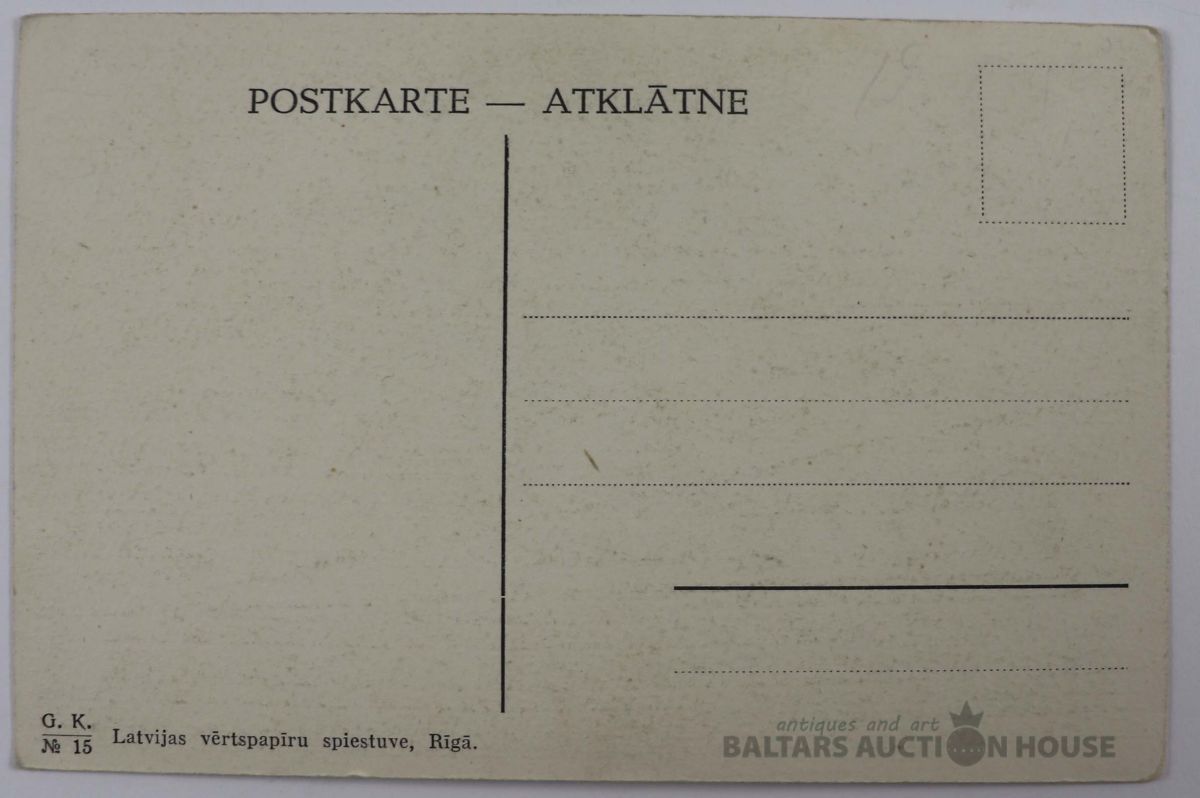 POSTKARTE — ATKLĀTNE
G. K.
№ 15
Latvijas vērtspapīru spiestuve, Rīgā.
antiques and art
BALTARS AUCTION HOUSE